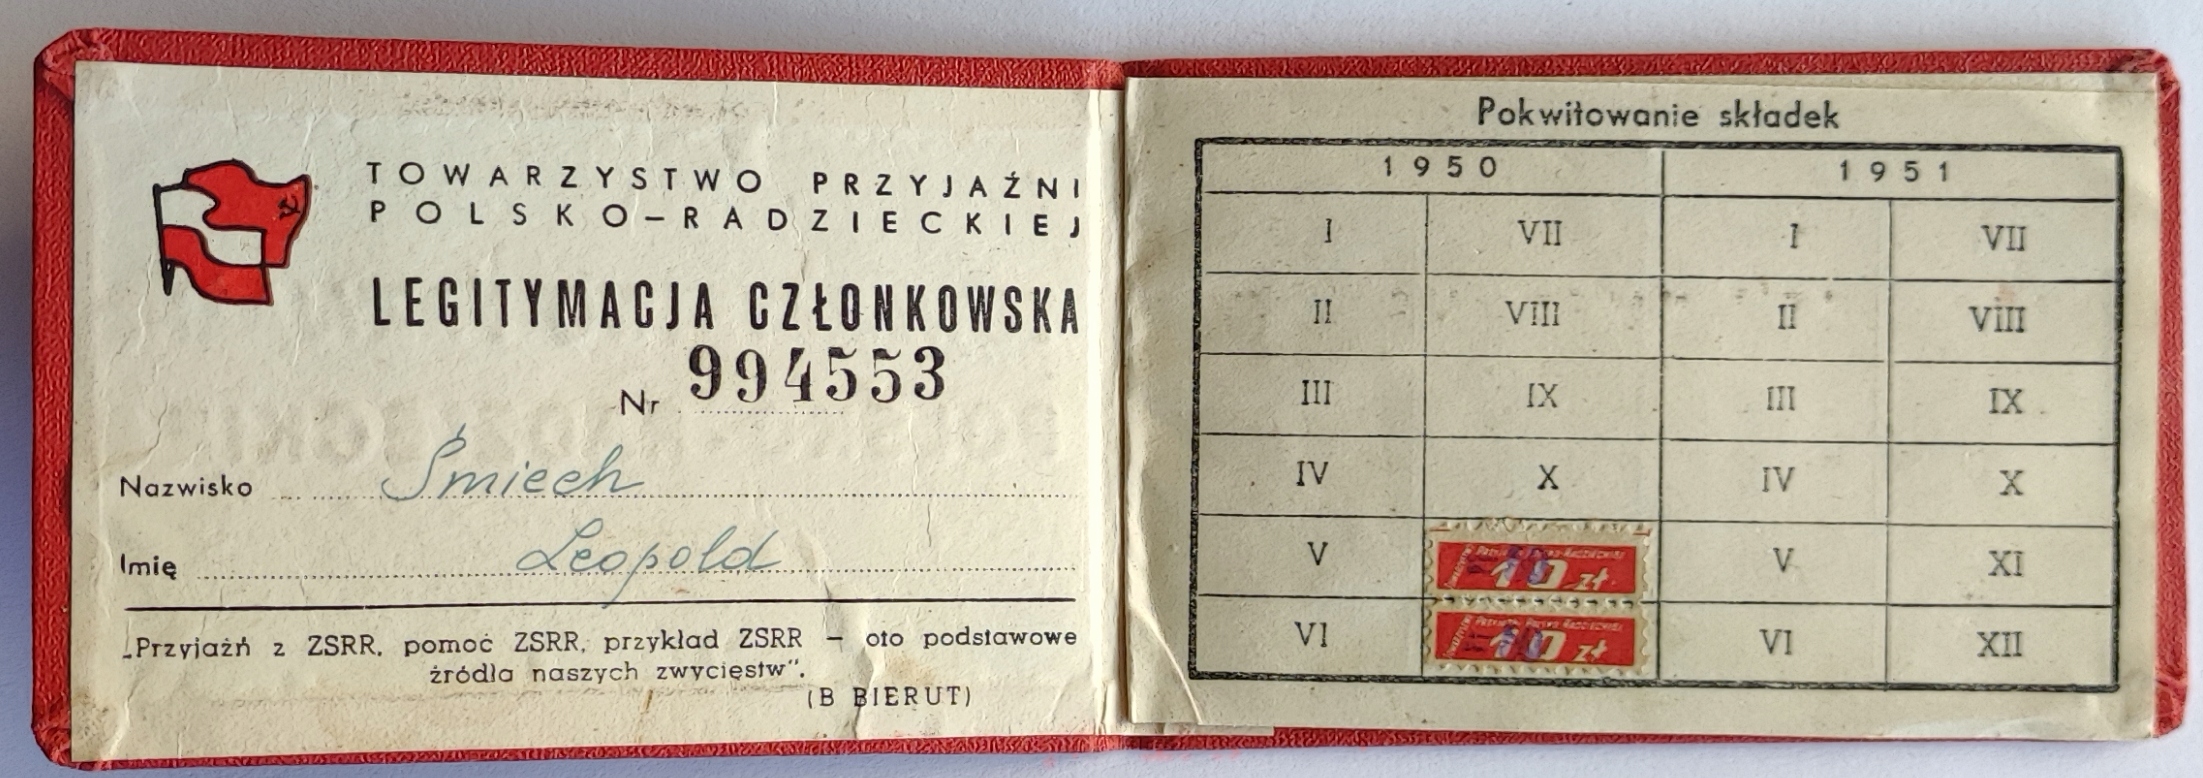 TOWARZYSTWO PRZYJAŹNI
POLSKO-RADZIECKIEJ
LEGITYMACJA CZŁONKOWSKA
Nr 994553
Nazwisko Śmiech
Imię Leopold
„Przyjaźń z ZSRR, pomoc ZSRR, przykład ZSRR — oto podstawowe
źródła naszych zwycięstw".
(B BIERUT)
Pokwitowanie składek
1950 1951
I VII I VII
II VIII II VIII
III IX III IX
IV X IV X
V 10 zł V XI
VI 10 zł VI XII